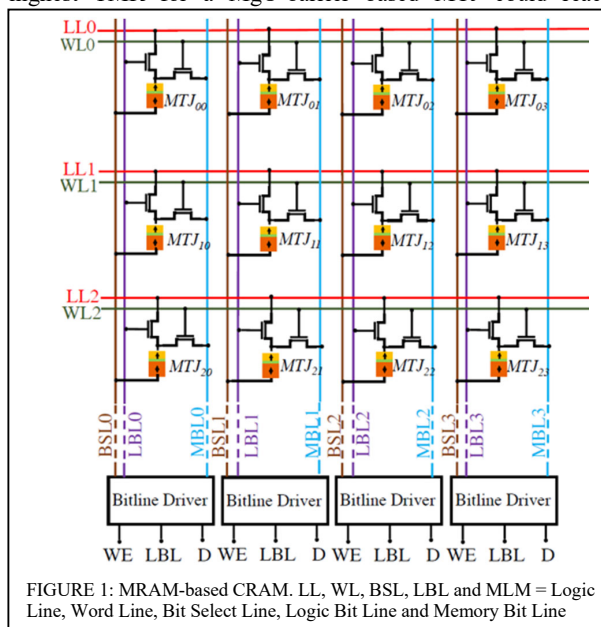 LL0
WL0
MTJ00 MTJ01 MTJ02 MTJ03
LL1
WL1
MTJ10 MTJ11 MTJ12 MTJ13
LL2
WL2
MTJ20 MTJ21 MTJ22 MTJ23
BSL0 LBL0 MBL0 BSL1 LBL1 MBL1 BSL2 LBL2 MBL2 BSL3 LBL3 MBL3
Bitline Driver Bitline Driver Bitline Driver Bitline Driver
WE LBL D WE LBL D WE LBL D WE LBL D
FIGURE 1: MRAM-based CRAM. LL, WL, BSL, LBL and MLM = Logic
Line, Word Line, Bit Select Line, Logic Bit Line and Memory Bit Line